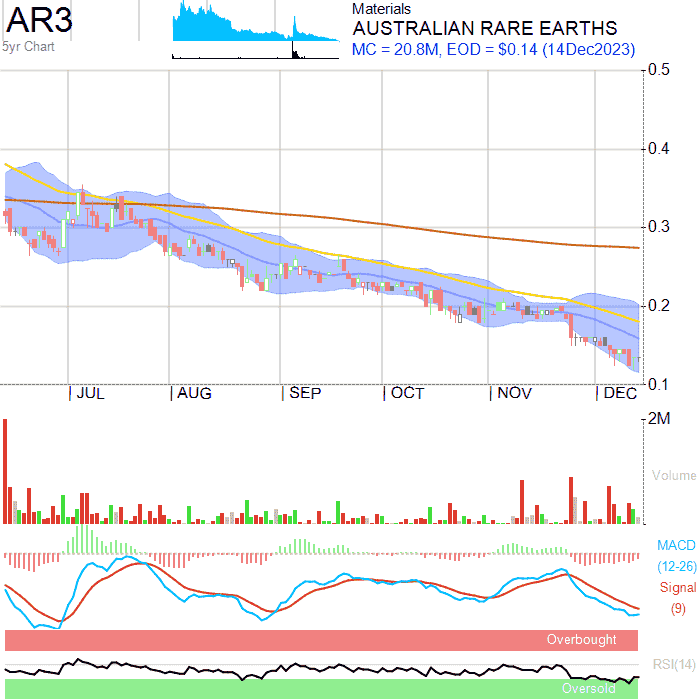 AR3
5yr Chart
Materials
AUSTRALIAN RARE EARTHS
MC = 20.8M, EOD = $0.14 (14Dec2023)
0.5
0.4
0.3
0.2
0.1
JUL AUG SEP OCT NOV DEC
2M
Volume
MACD
(12-26)
Signal
(9)
Overbought
RSI(14)
Oversold